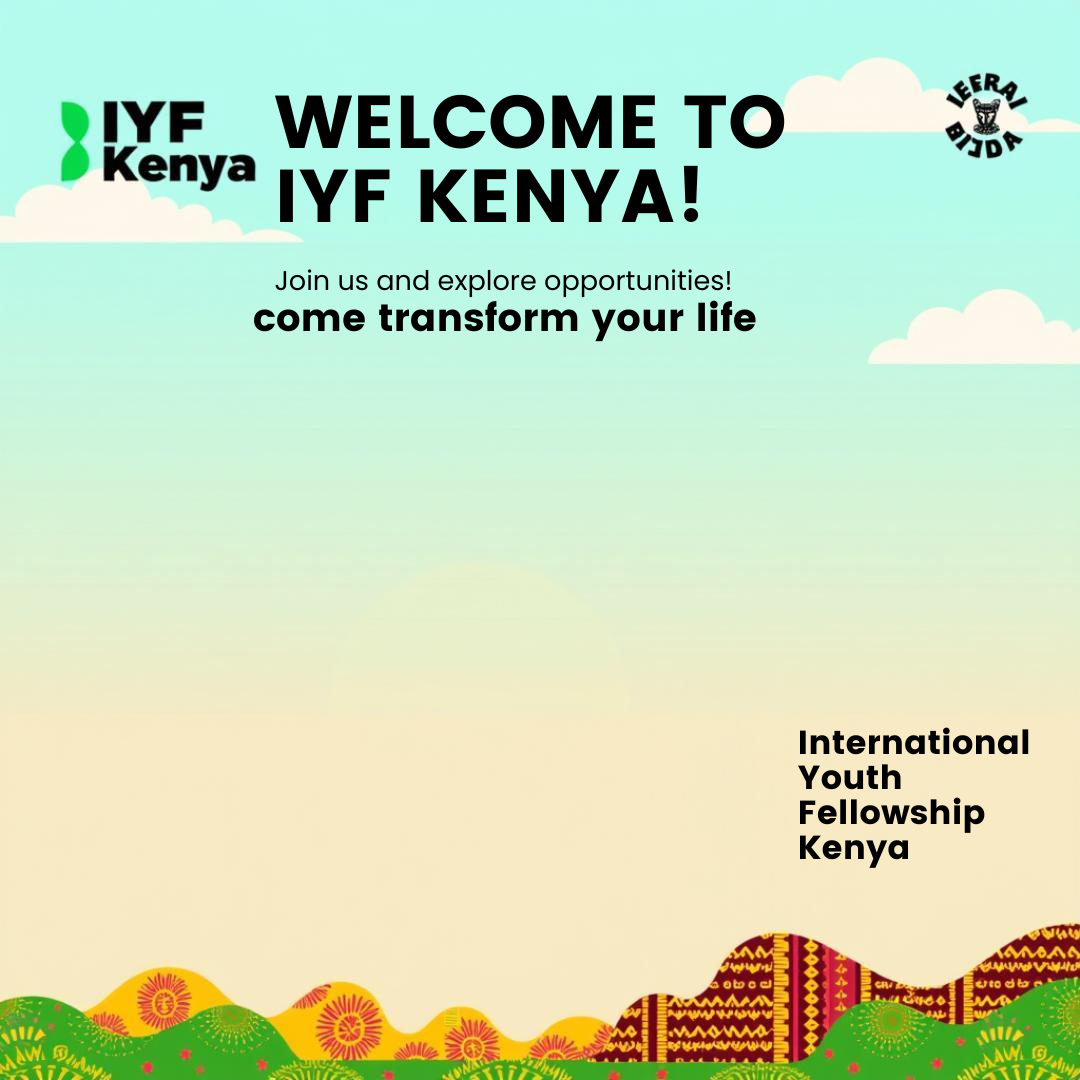 IYF
Kenya
WELCOME TO
IYF KENYA!
Join us and explore opportunities!
come transform your life
International
Youth
Fellowship
Kenya